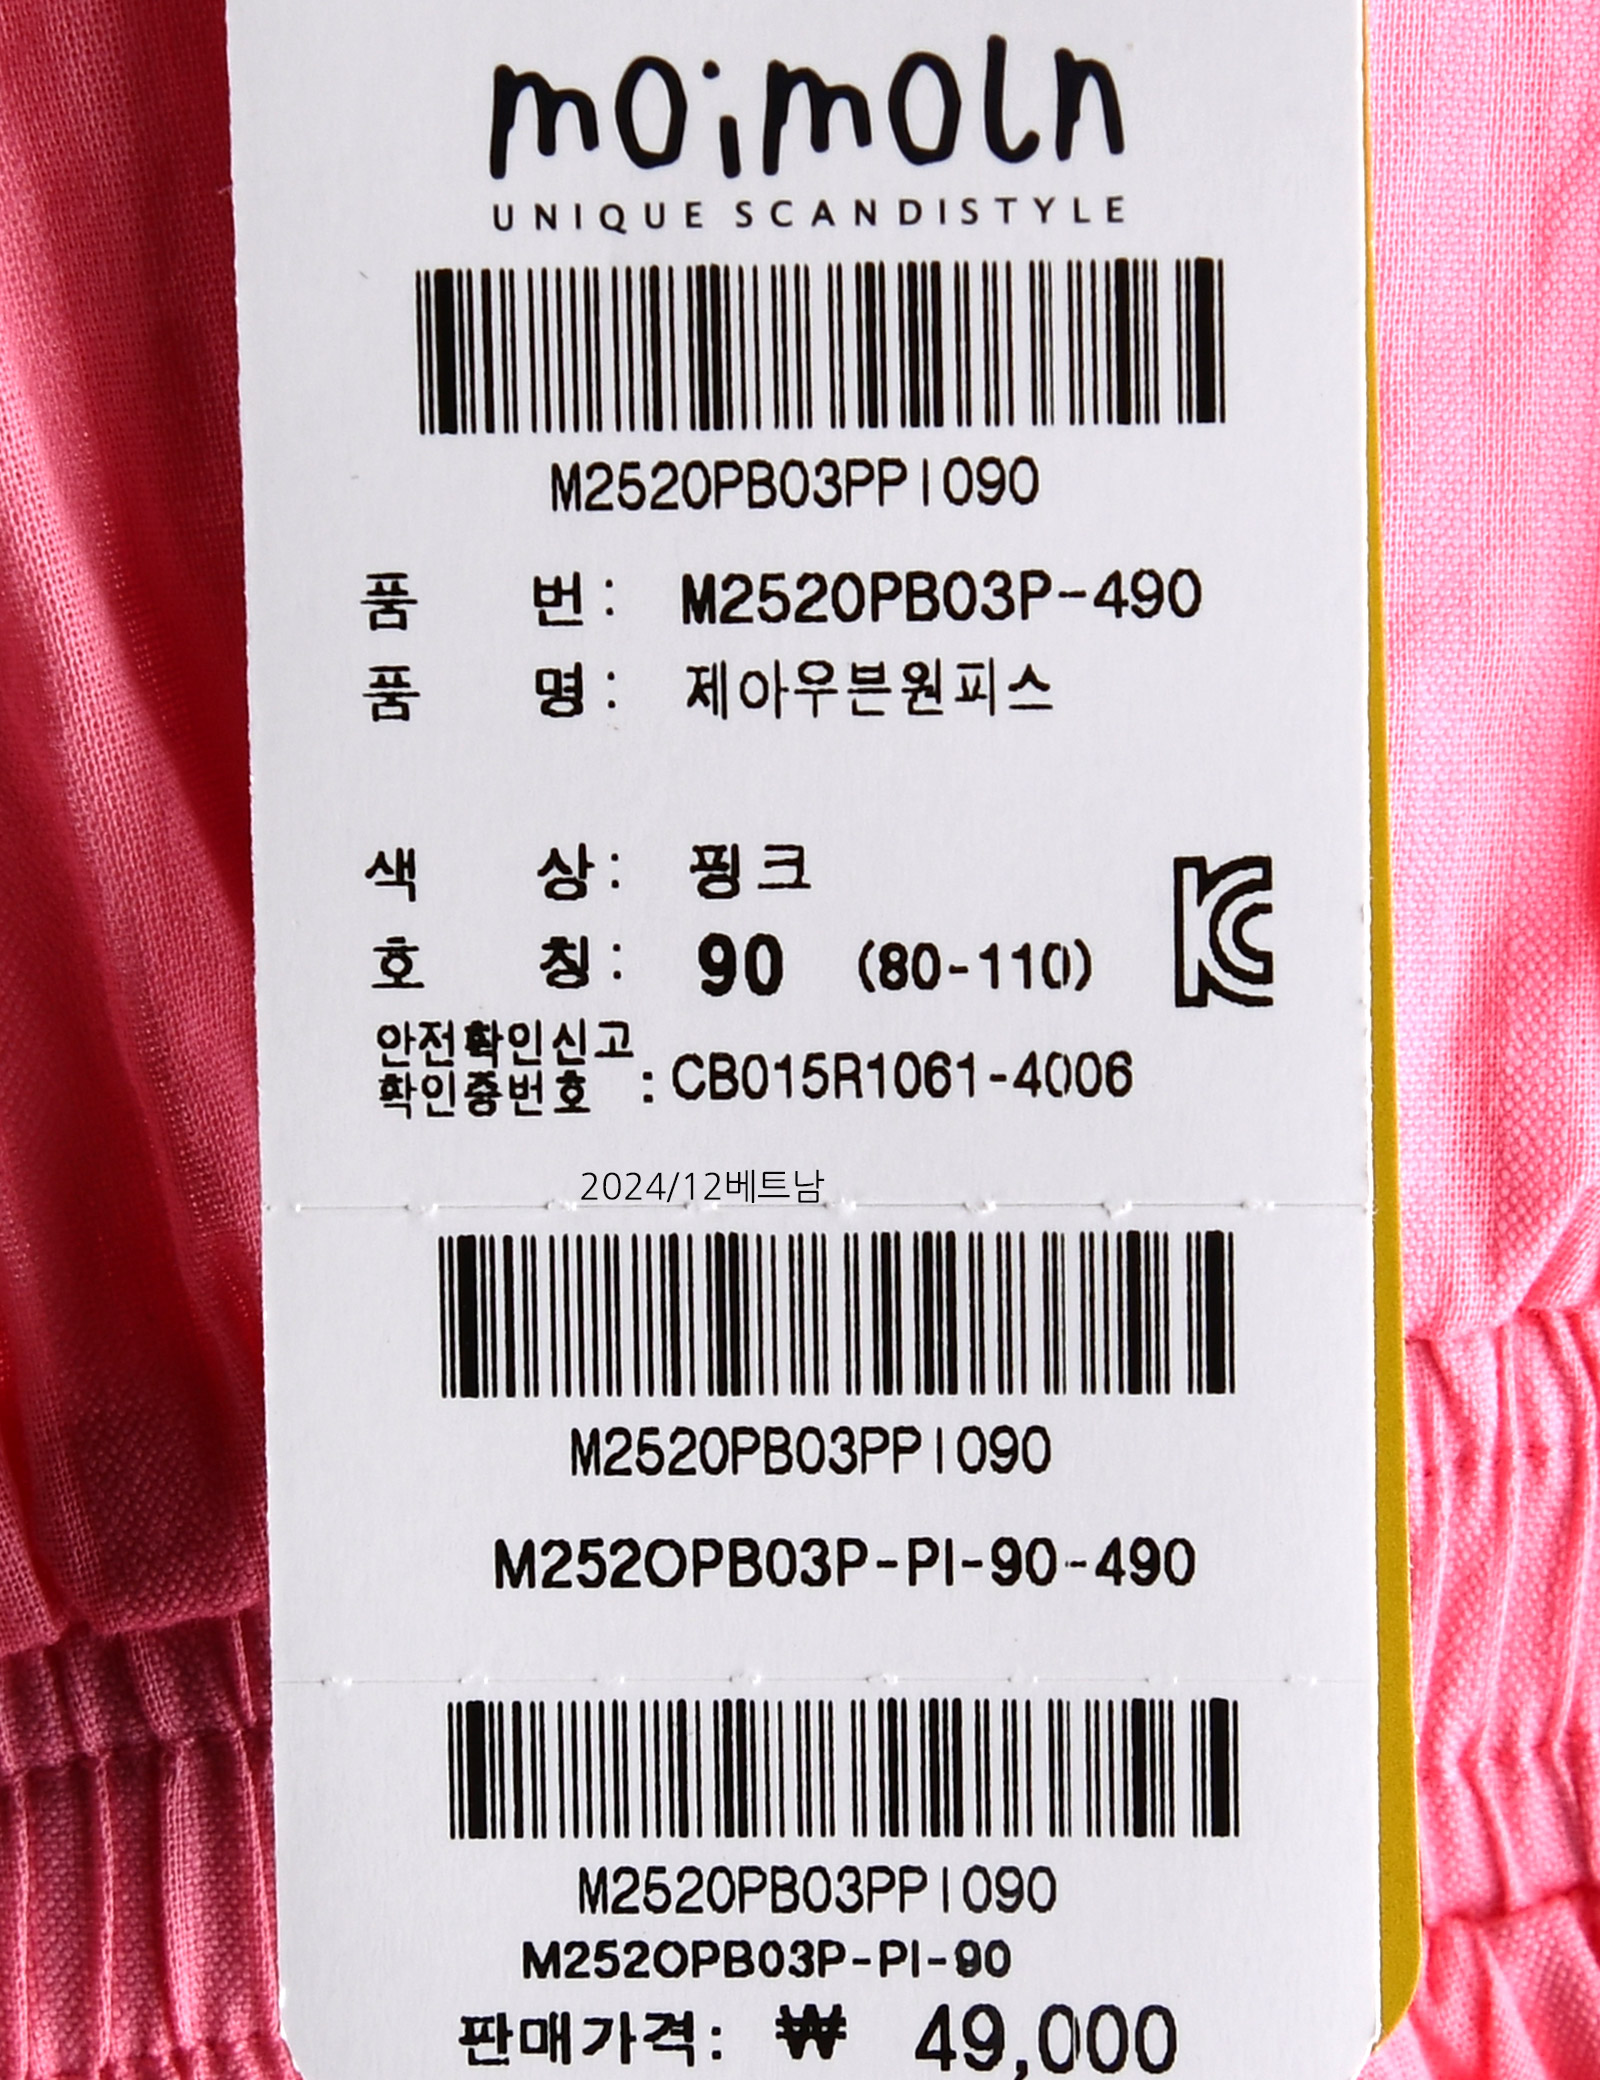 moimoln
UNIQUE SCANDISTYLE
M2520PB03PPI090
품 번: M2520PB03P-490
품 명: 제아우븐원피스
색 상: 핑크
호 칭: 90 (80-110)
안전확인신고
확인증번호 : CB015R1061-4006
2024/12베트남
M2520PB03PPI090
M2520PB03P-PI-90-490
M2520PB03PPI090
M2520PB03P-PI-90
판매가격: ₩ 49,000